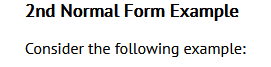 2nd Normal Form Example
Consider the following example: